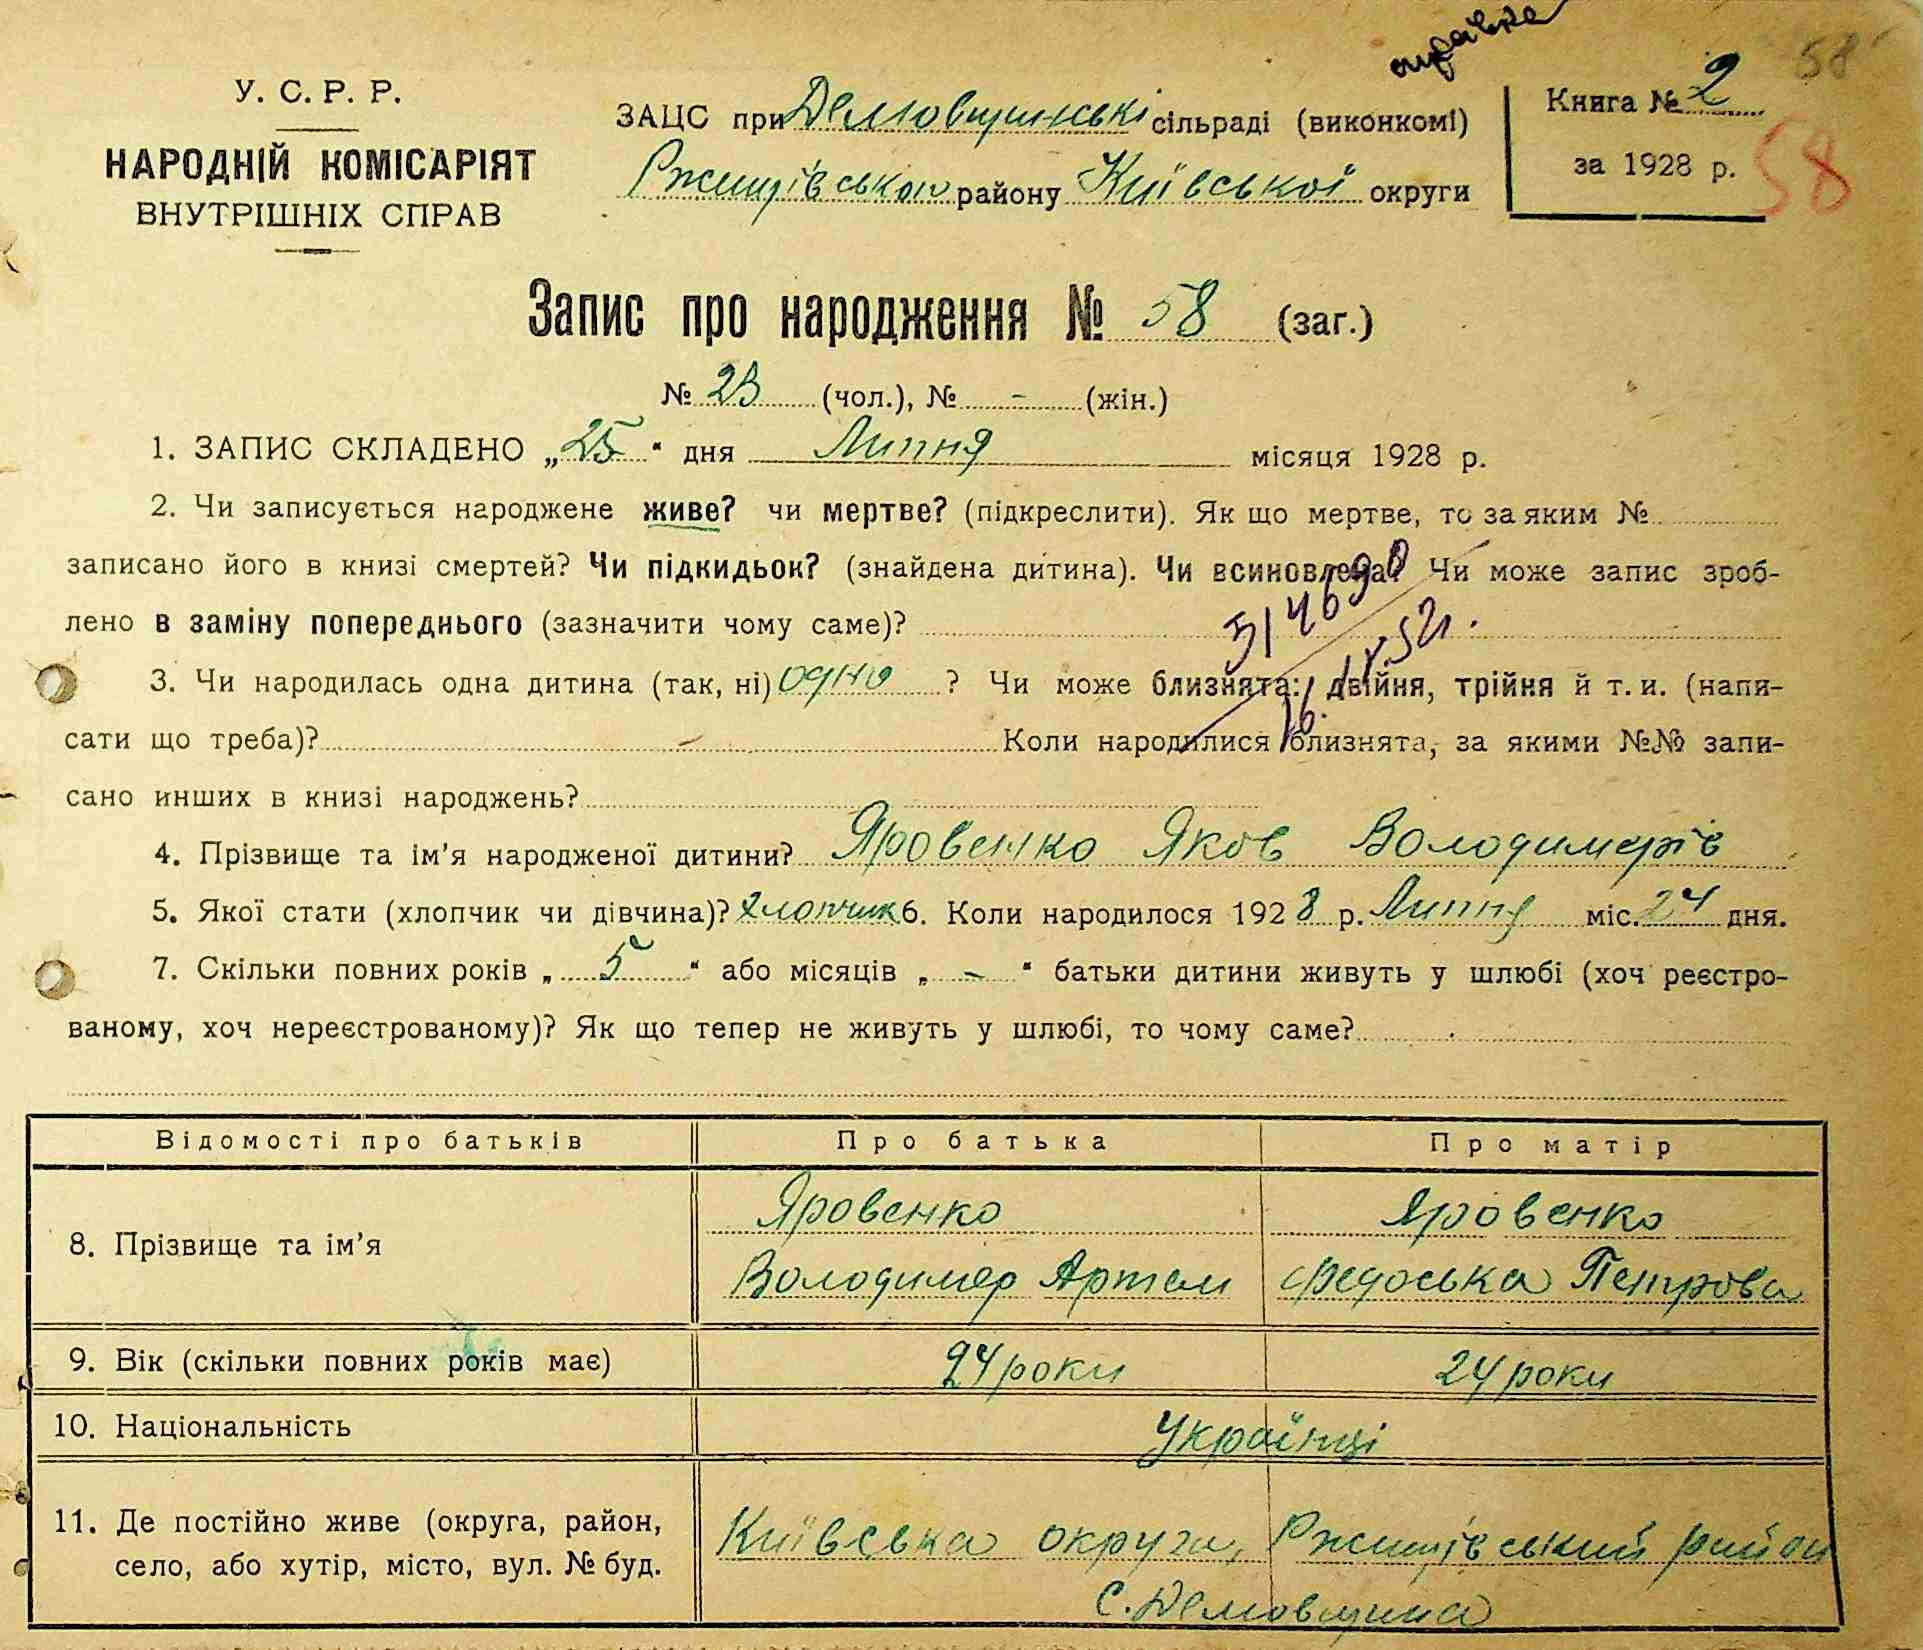 справка
58
У. С. Р. Р.
НАРОДНІЙ КОМІСАРІЯТ
ВНУТРІШНІХ СПРАВ
ЗАЦС при Демовщинські сільраді (виконкомі)
Ржищівського району Київської округи
Книга № 2
за 1928 р.
58
Запис про народження № 58 (заг.)
№ 23 (чол.), № - (жін.)
1. ЗАПИС СКЛАДЕНО „25“ дня Липня місяця 1928 р.
2. Чи записується народжене живе? чи мертве? (підкреслити). Як що мертве, то за яким №
записано його в книзі смертей? Чи підкидьок? (знайдена дитина). Чи всиновлена? Чи може запис зроб-
лено в заміну попереднього (зазначити чому саме)?
3. Чи народилась одна дитина (так, ні) одно ? Чи може близнята: двійня, трійня й т. и. (напи-
сати що треба)? - Коли народилися близнята, за якими №№ запи-
сано инших в книзі народжень?
4. Прізвище та ім'я народженої дитини? Яровенко Яков Володимерів
5. Якої стати (хлопчик чи дівчина)? хлопчик 6. Коли народилося 1928 р. Липня міс. 24 дня.
7. Скільки повних років „5“ або місяців „-“ батьки дитини живуть у шлюбі (хоч реєстро-
ваному, хоч нереєстрованому)? Як що тепер не живуть у шлюбі, то чому саме?
Відомості про батьків Про батька Про матір
8. Прізвище та ім'я
Яровенко Яровенко
Володимер Артем Федоська Петрова
9. Вік (скільки повних років має) 24 роки 24 роки
10. Національність Українці
11. Де постійно живе (округа, район,
село, або хутір, місто, вул. № буд.
Київська округа, Ржищівський район
С. Демовщина